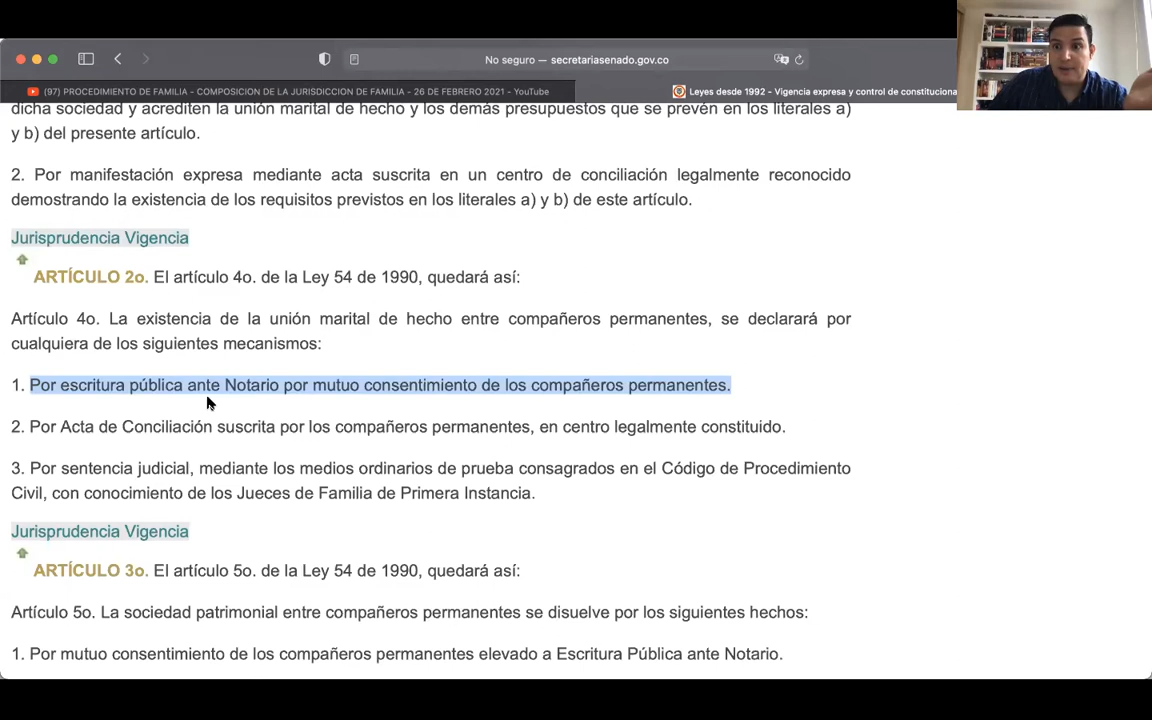 No seguro — secretariasenado.gov.co
(97) PROCEDIMIENTO DE FAMILIA - COMPOSICION DE LA JURISDICCION DE FAMILIA - 26 DE FEBRERO 2021 - YouTube
Leyes desde 1992 - Vigencia expresa y control de constituciona
dicha sociedad y acrediten la unión marital de hecho y los demás presupuestos que se prevén en los literales a)
y b) del presente artículo.
2. Por manifestación expresa mediante acta suscrita en un centro de conciliación legalmente reconocido
demostrando la existencia de los requisitos previstos en los literales a) y b) de este artículo.
Jurisprudencia Vigencia
ARTÍCULO 2o. El artículo 4o. de la Ley 54 de 1990, quedará así:
Artículo 4o. La existencia de la unión marital de hecho entre compañeros permanentes, se declarará por
cualquiera de los siguientes mecanismos:
1. Por escritura pública ante Notario por mutuo consentimiento de los compañeros permanentes.
2. Por Acta de Conciliación suscrita por los compañeros permanentes, en centro legalmente constituido.
3. Por sentencia judicial, mediante los medios ordinarios de prueba consagrados en el Código de Procedimiento
Civil, con conocimiento de los Jueces de Familia de Primera Instancia.
Jurisprudencia Vigencia
ARTÍCULO 3o. El artículo 5o. de la Ley 54 de 1990, quedará así:
Artículo 5o. La sociedad patrimonial entre compañeros permanentes se disuelve por los siguientes hechos:
1. Por mutuo consentimiento de los compañeros permanentes elevado a Escritura Pública ante Notario.